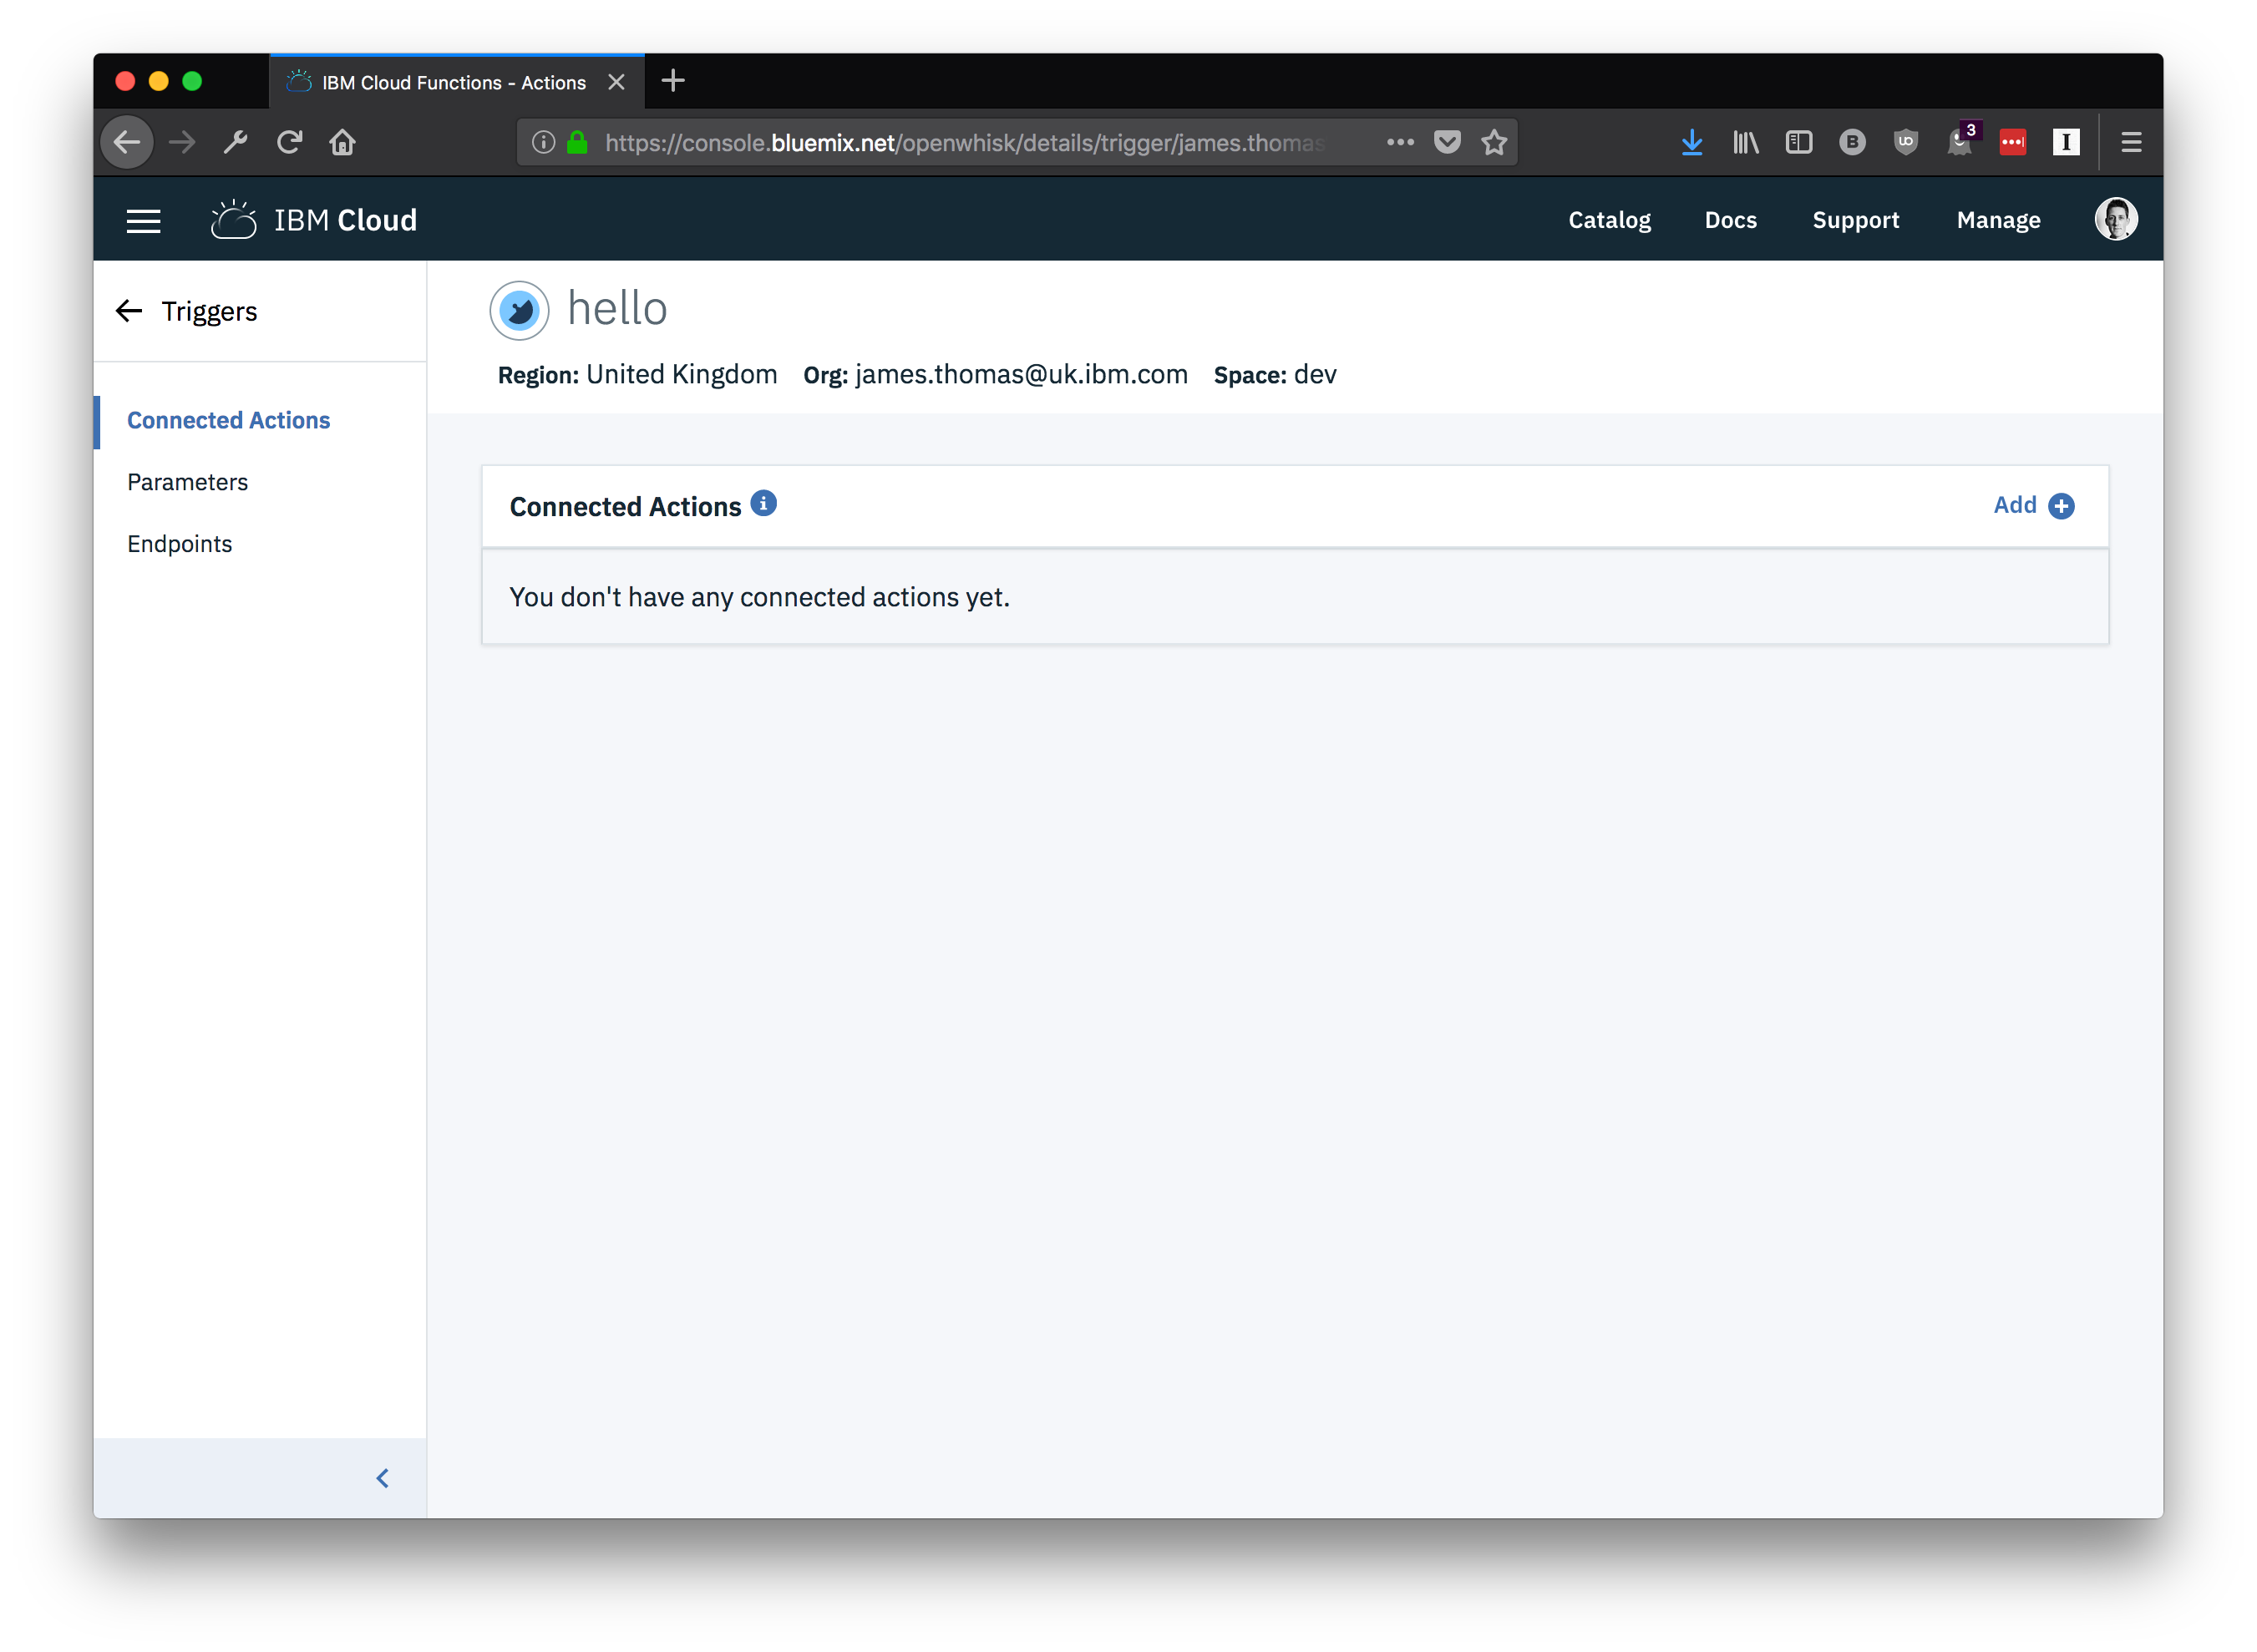 IBM Cloud Functions - Actions
https://console.bluemix.net/openwhisk/details/trigger/james.thomas
3
IBM Cloud
Catalog Docs Support Manage
Triggers
hello
Region: United Kingdom Org: james.thomas@uk.ibm.com Space: dev
Connected Actions
Parameters
Endpoints
Connected Actions
Add
You don't have any connected actions yet.